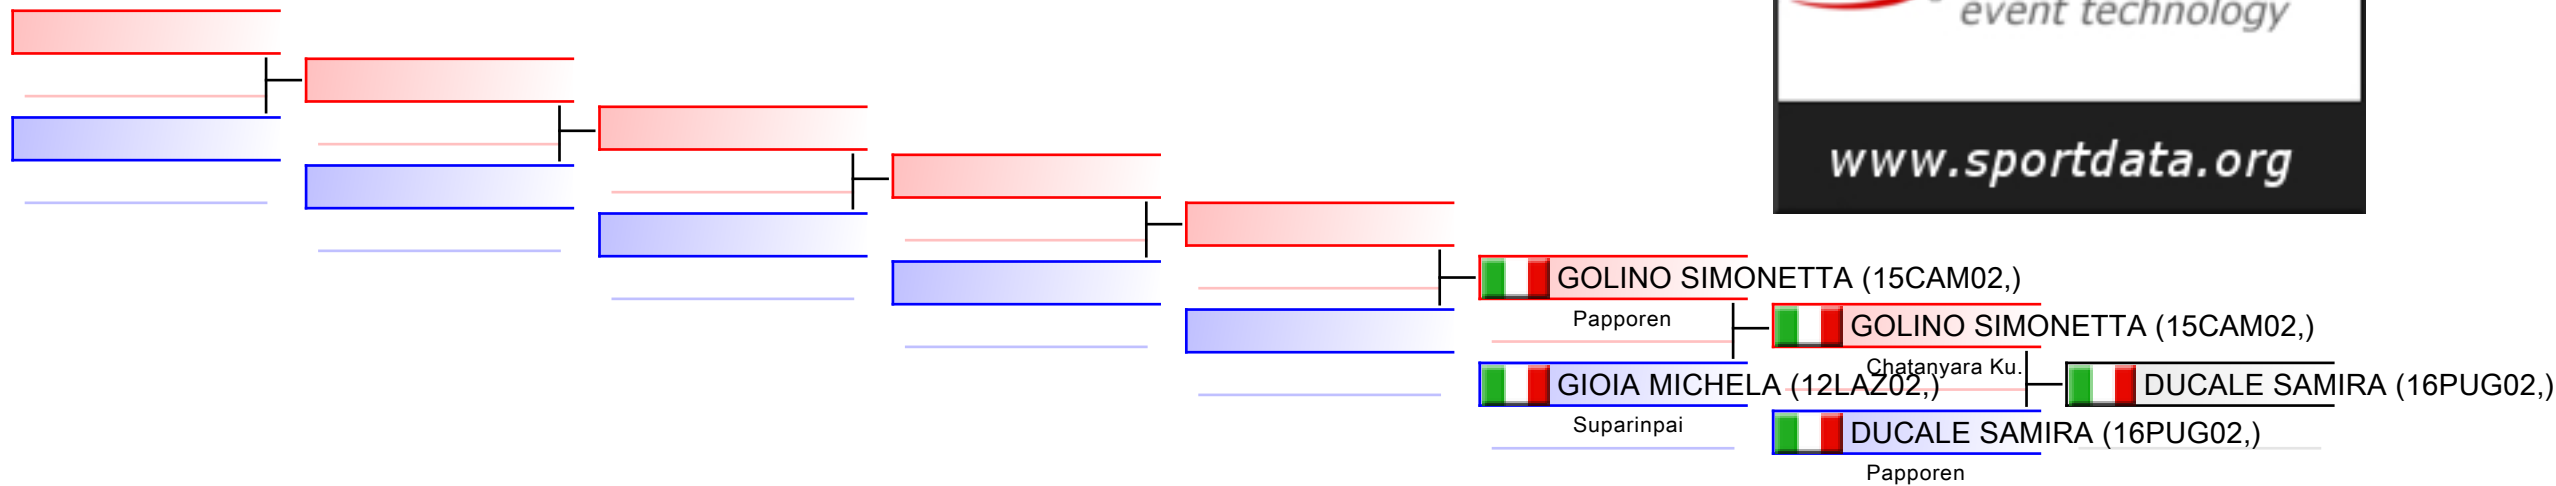 event technology
www.sportdata.org
GOLINO SIMONETTA (15CAM02,)
Papporen
GIOIA MICHELA (12LAZ02,)
Suparinpai
GOLINO SIMONETTA (15CAM02,)
Chatanyara Ku.
DUCALE SAMIRA (16PUG02,)
Papporen
DUCALE SAMIRA (16PUG02,)